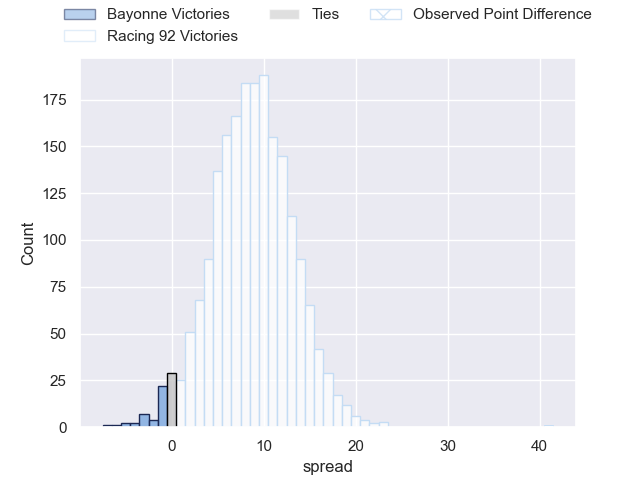 Bayonne Victories
Ties
Observed Point Difference
Racing 92 Victories
175
150
125
100
75
50
25
0
Count
0
10
20
30
40
spread